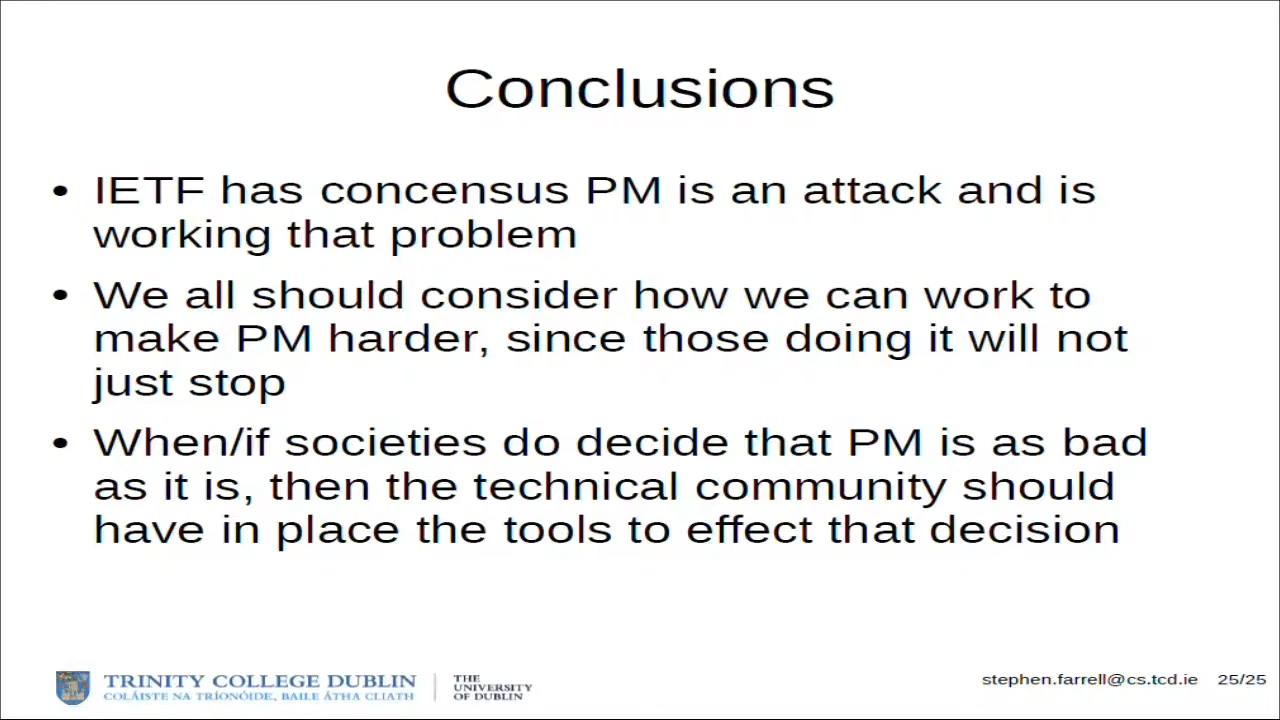 Conclusions
• IETF has concensus PM is an attack and is
working that problem
• We all should consider how we can work to
make PM harder, since those doing it will not
just stop
• When/if societies do decide that PM is as bad
as it is, then the technical community should
have in place the tools to effect that decision
TRINITY COLLEGE DUBLIN
COLÁISTE NA TRÍONÓIDE, BAILE ÁTHA CLIATH
THE
UNIVERSITY
OF DUBLIN
stephen.farrell@cs.tcd.ie 25/25